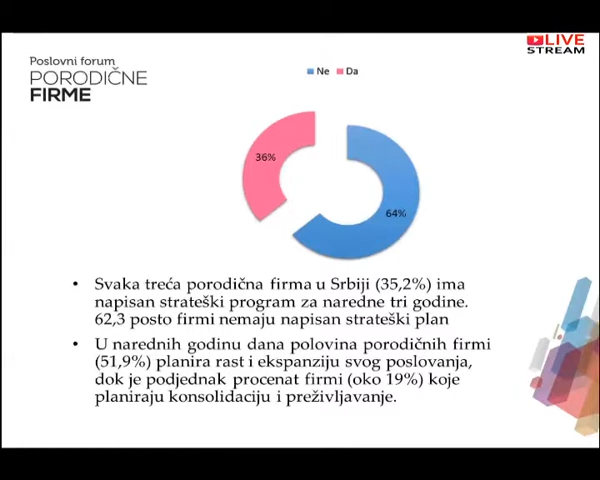 LIVE
STREAM
Poslovni forum
PORODIČNE
FIRME
Ne Da
36%
64%
• Svaka treća porodična firma u Srbiji (35,2%) ima
napisan strateški program za naredne tri godine.
62,3 posto firmi nemaju napisan strateški plan
• U narednih godinu dana polovina porodičnih firmi
(51,9%) planira rast i ekspanziju svog poslovanja,
dok je podjednak procenat firmi (oko 19%) koje
planiraju konsolidaciju i preživljavanje.